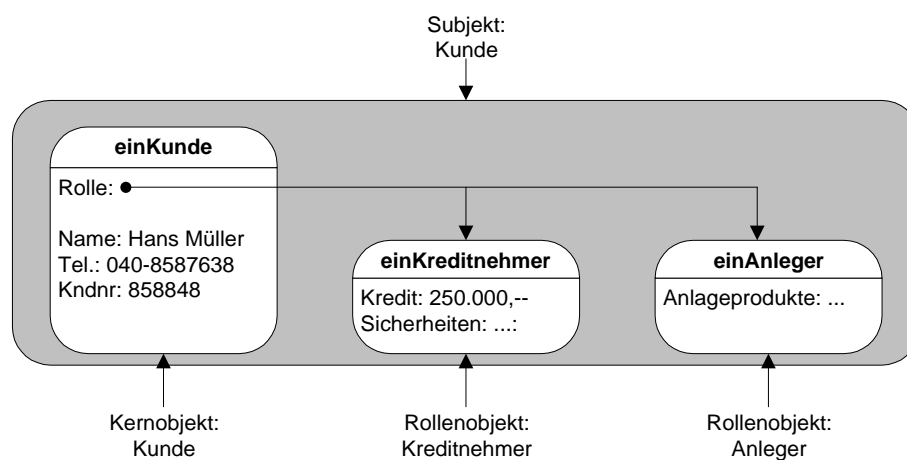 Subjekt:
Kunde
einKunde
Rolle:
Name: Hans Müller
Tel.: 040-8587638
Kndnr: 858848
einKreditnehmer
Kredit: 250.000,--
Sicherheiten: ...:
einAnleger
Anlageprodukte: ...
Kernobjekt:
Kunde
Rollenobjekt:
Kreditnehmer
Rollenobjekt:
Anleger